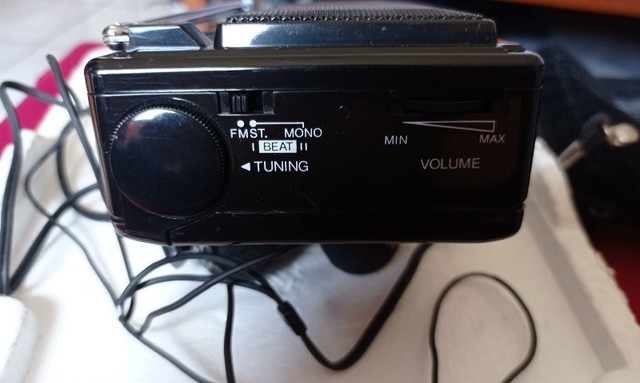 FM ST. MONO
I BEAT II
◄TUNING
MIN MAX
VOLUME